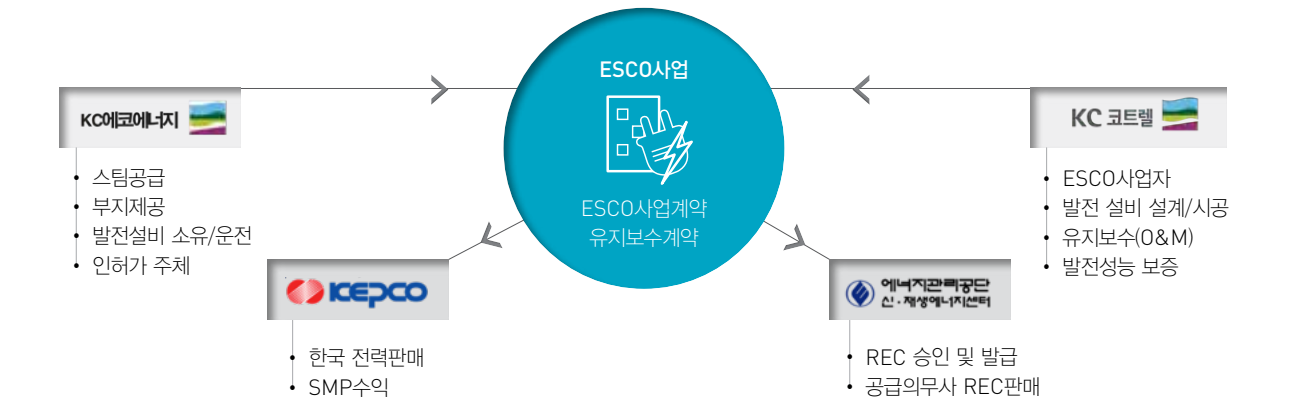 ESCO사업
ESCO사업계약
유지보수계약
KC에코에너지
• 스팀공급
• 부지제공
• 발전설비 소유/운전
• 인허가 주체
KC 코트렐
• ESCO사업자
• 발전 설비 설계/시공
• 유지보수(O&M)
• 발전성능 보증
KEPCO
• 한국 전력판매
• SMP수익
에너지관리공단
신·재생에너지센터
• REC 승인 및 발급
• 공급의무사 REC판매